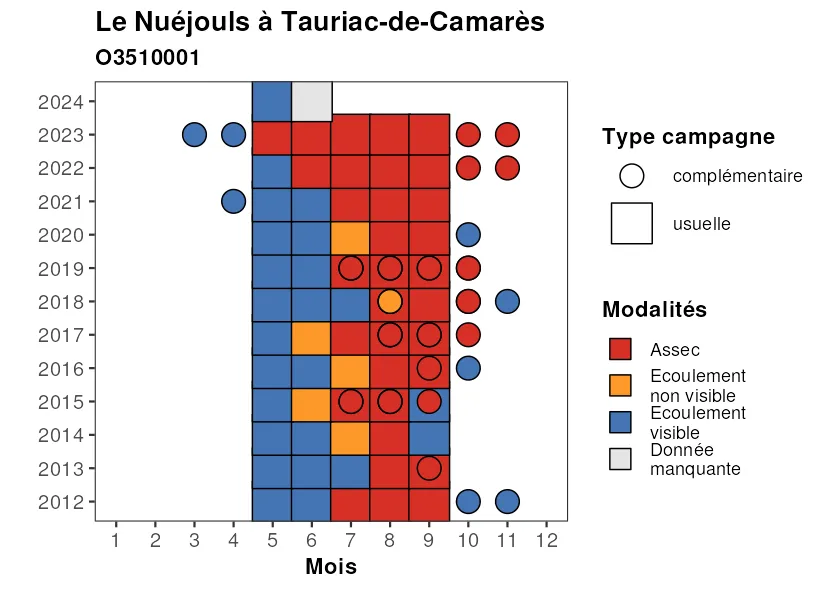 Le Nuéjouls à Tauriac-de-Camarès
O3510001
2024
2023
2022
2021
2020
2019
2018
2017
2016
2015
2014
2013
2012
1 2 3 4 5 6 7 8 9 10 11 12
Mois
Type campagne
complémentaire
usuelle
Modalités
Assec
Ecoulement
non visible
Ecoulement
visible
Donnée
manquante